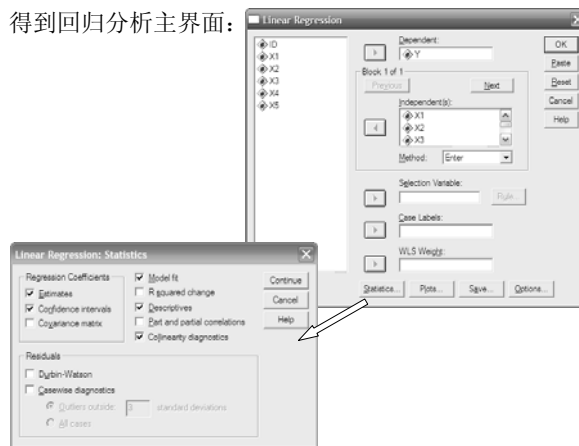 得到回归分析主界面：
Linear Regression
ID
X1
X2
X3
X4
X5
Dependent:
Y
Block 1 of 1
Previous
Next
Independent(s):
X1
X2
X3
Method:
Enter
Selection Variable:
Rule...
Case Labels:
WLS Weight:
Statistics...
Plots...
Save...
Options...
OK
Paste
Reset
Cancel
Help
Linear Regression: Statistics
Regression Coefficients
Estimates
Confidence intervals
Covariance matrix
Model fit
R squared change
Descriptives
Part and partial correlations
Collinearty diagnostics
Continue
Cancel
Help
Residuals
Durbin-Watson
Casewise diagnostics
Outliers outside:
3
standard deviations
All cases